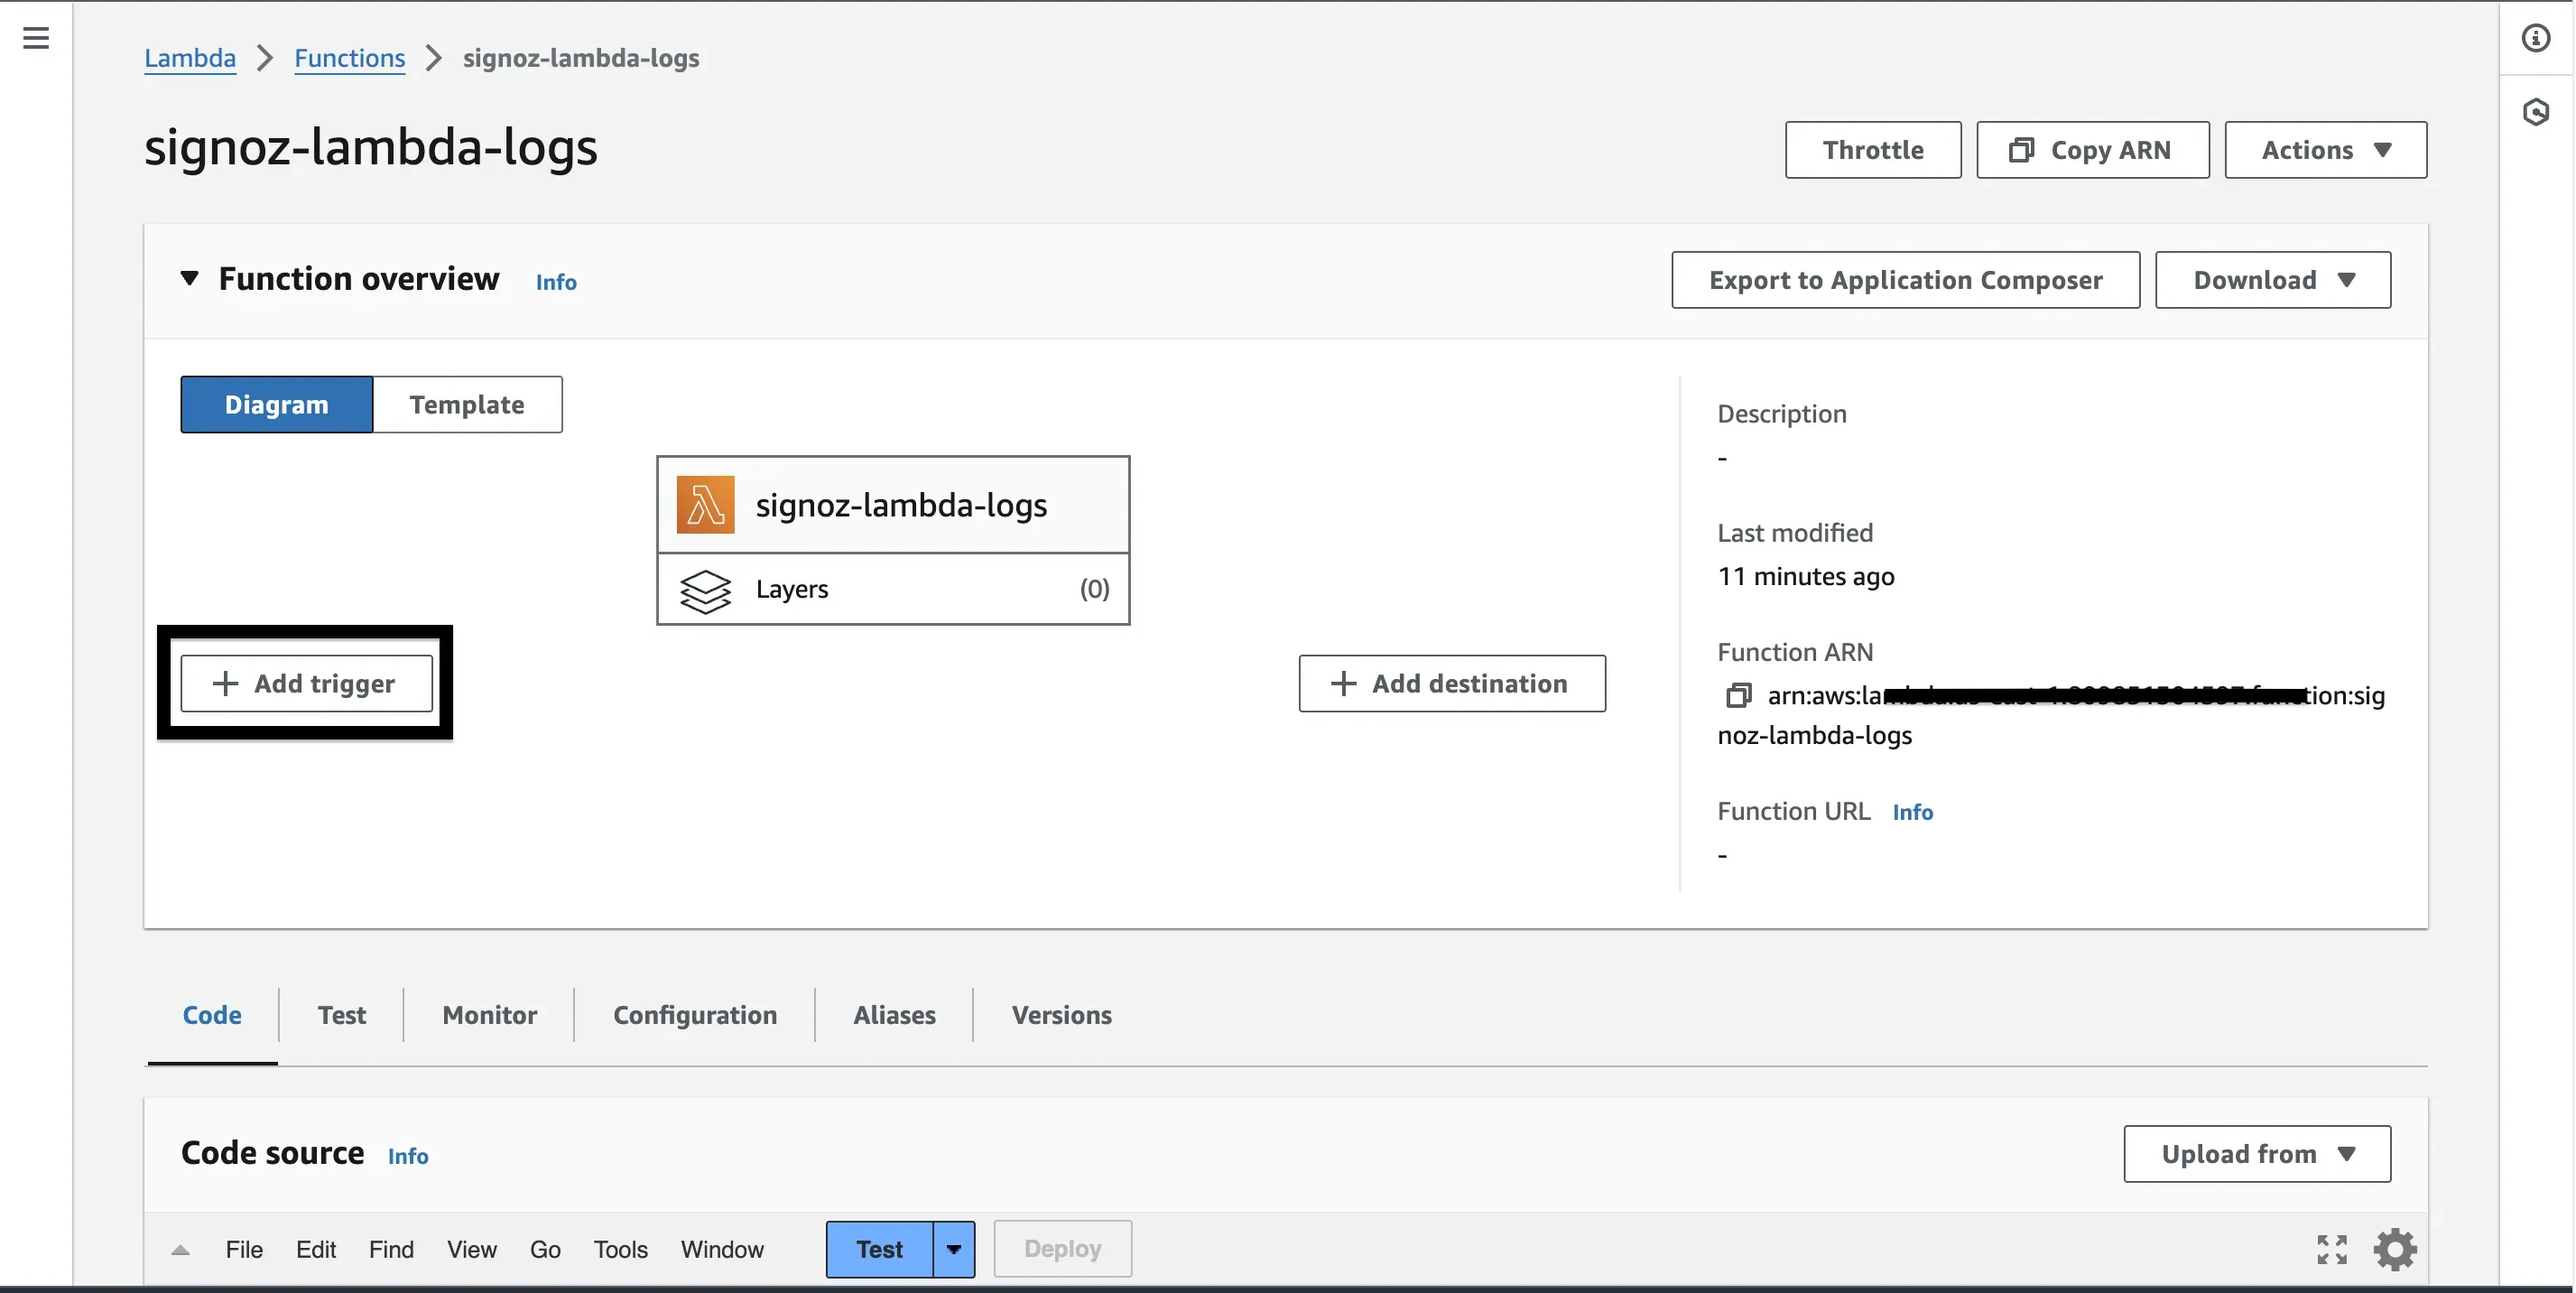 Lambda > Functions > signoz-lambda-logs
signoz-lambda-logs
Throttle Copy ARN Actions
Function overview Info
Export to Application Composer Download
Diagram Template
signoz-lambda-logs
Layers (0)
+ Add trigger
+ Add destination
Description
-
Last modified
11 minutes ago
Function ARN
arn:aws:la tion:sig
noz-lambda-logs
Function URL Info
-
Code Test Monitor Configuration Aliases Versions
Code source Info
Upload from
File Edit Find View Go Tools Window Test Deploy